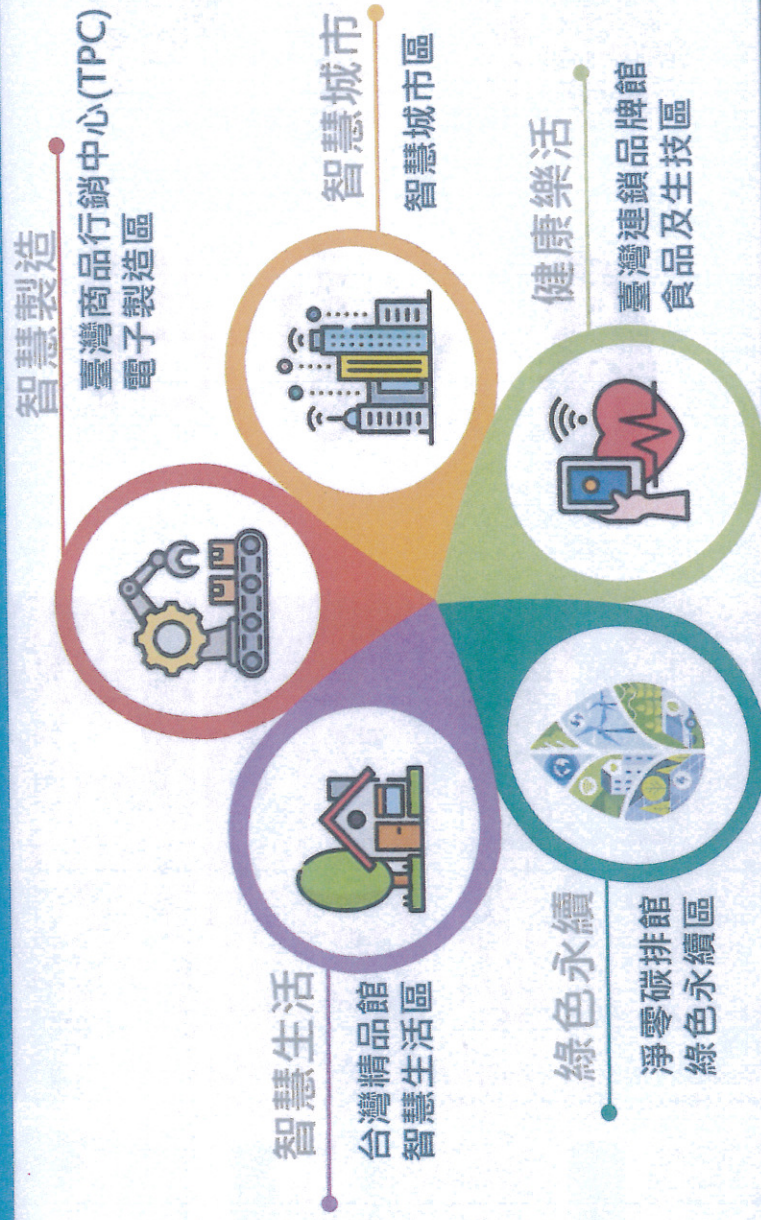 智慧製造
臺灣商品行銷中心(TPC)
電子製造區
智慧城市
智慧城市區
健康樂活
臺灣連鎖品牌館
食品及生技區
綠色永續
淨零碳排館
綠色永續區
智慧生活
台灣精品館
智慧生活區